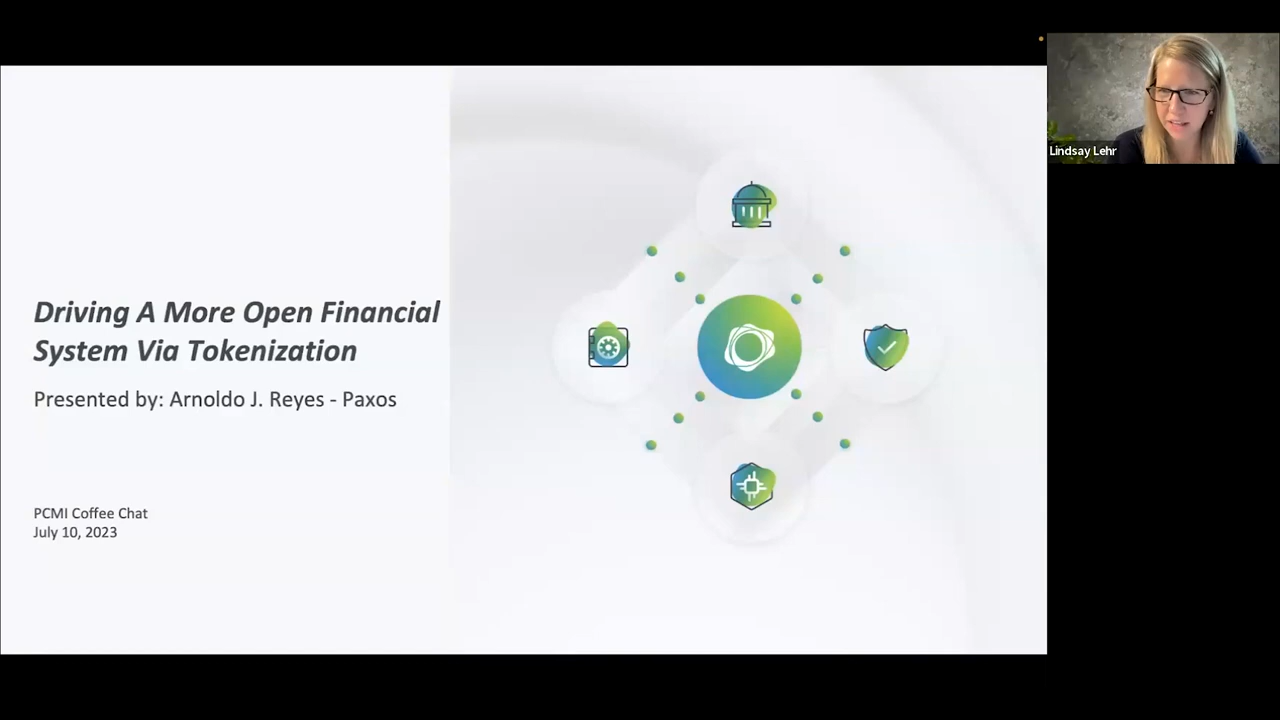 Driving A More Open Financial
System Via Tokenization
Presented by: Arnoldo J. Reyes - Paxos
PCMI Coffee Chat
July 10, 2023
Lindsay Lehr